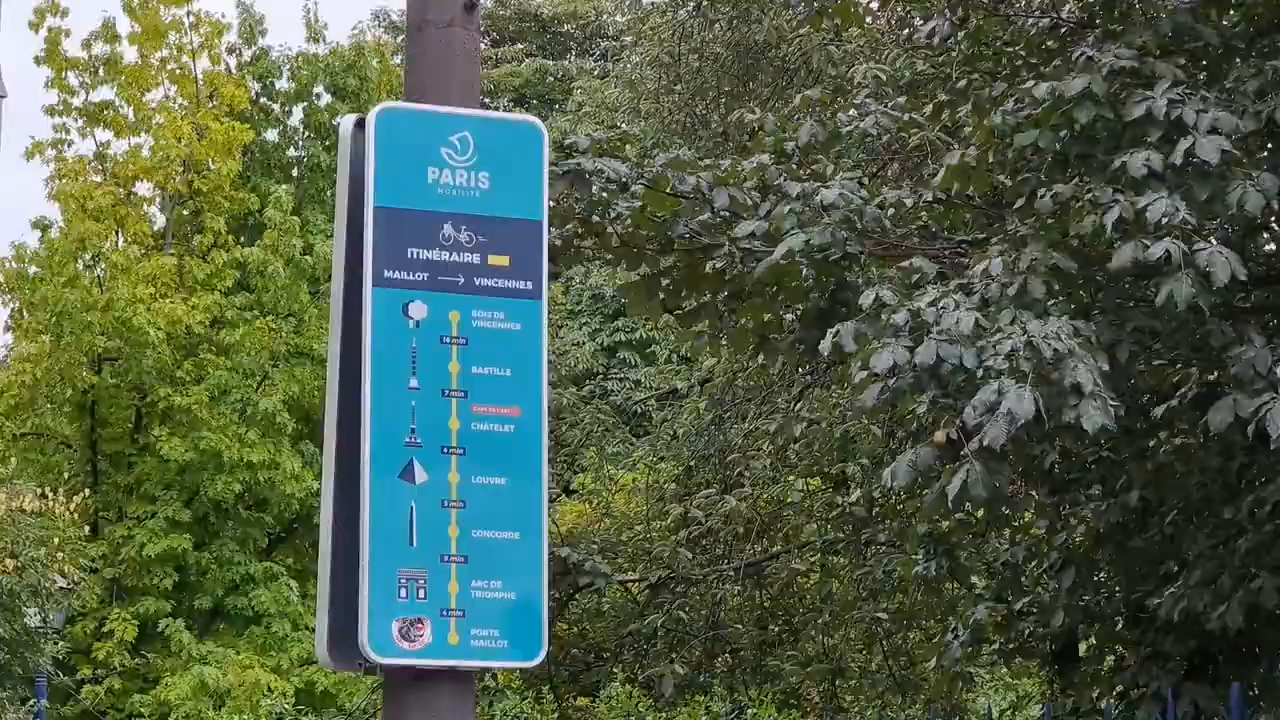 PARIS
MOBILITÉ
ITINÉRAIRE
MAILLOT → VINCENNES
BOIS DE
VINCENNES
14 min
BASTILLE
7 min
CHÂTELET
4 min
LOUVRE
5 min
CONCORDE
9 min
ARC DE
TRIOMPHE
4 min
PORTE
MAILLOT